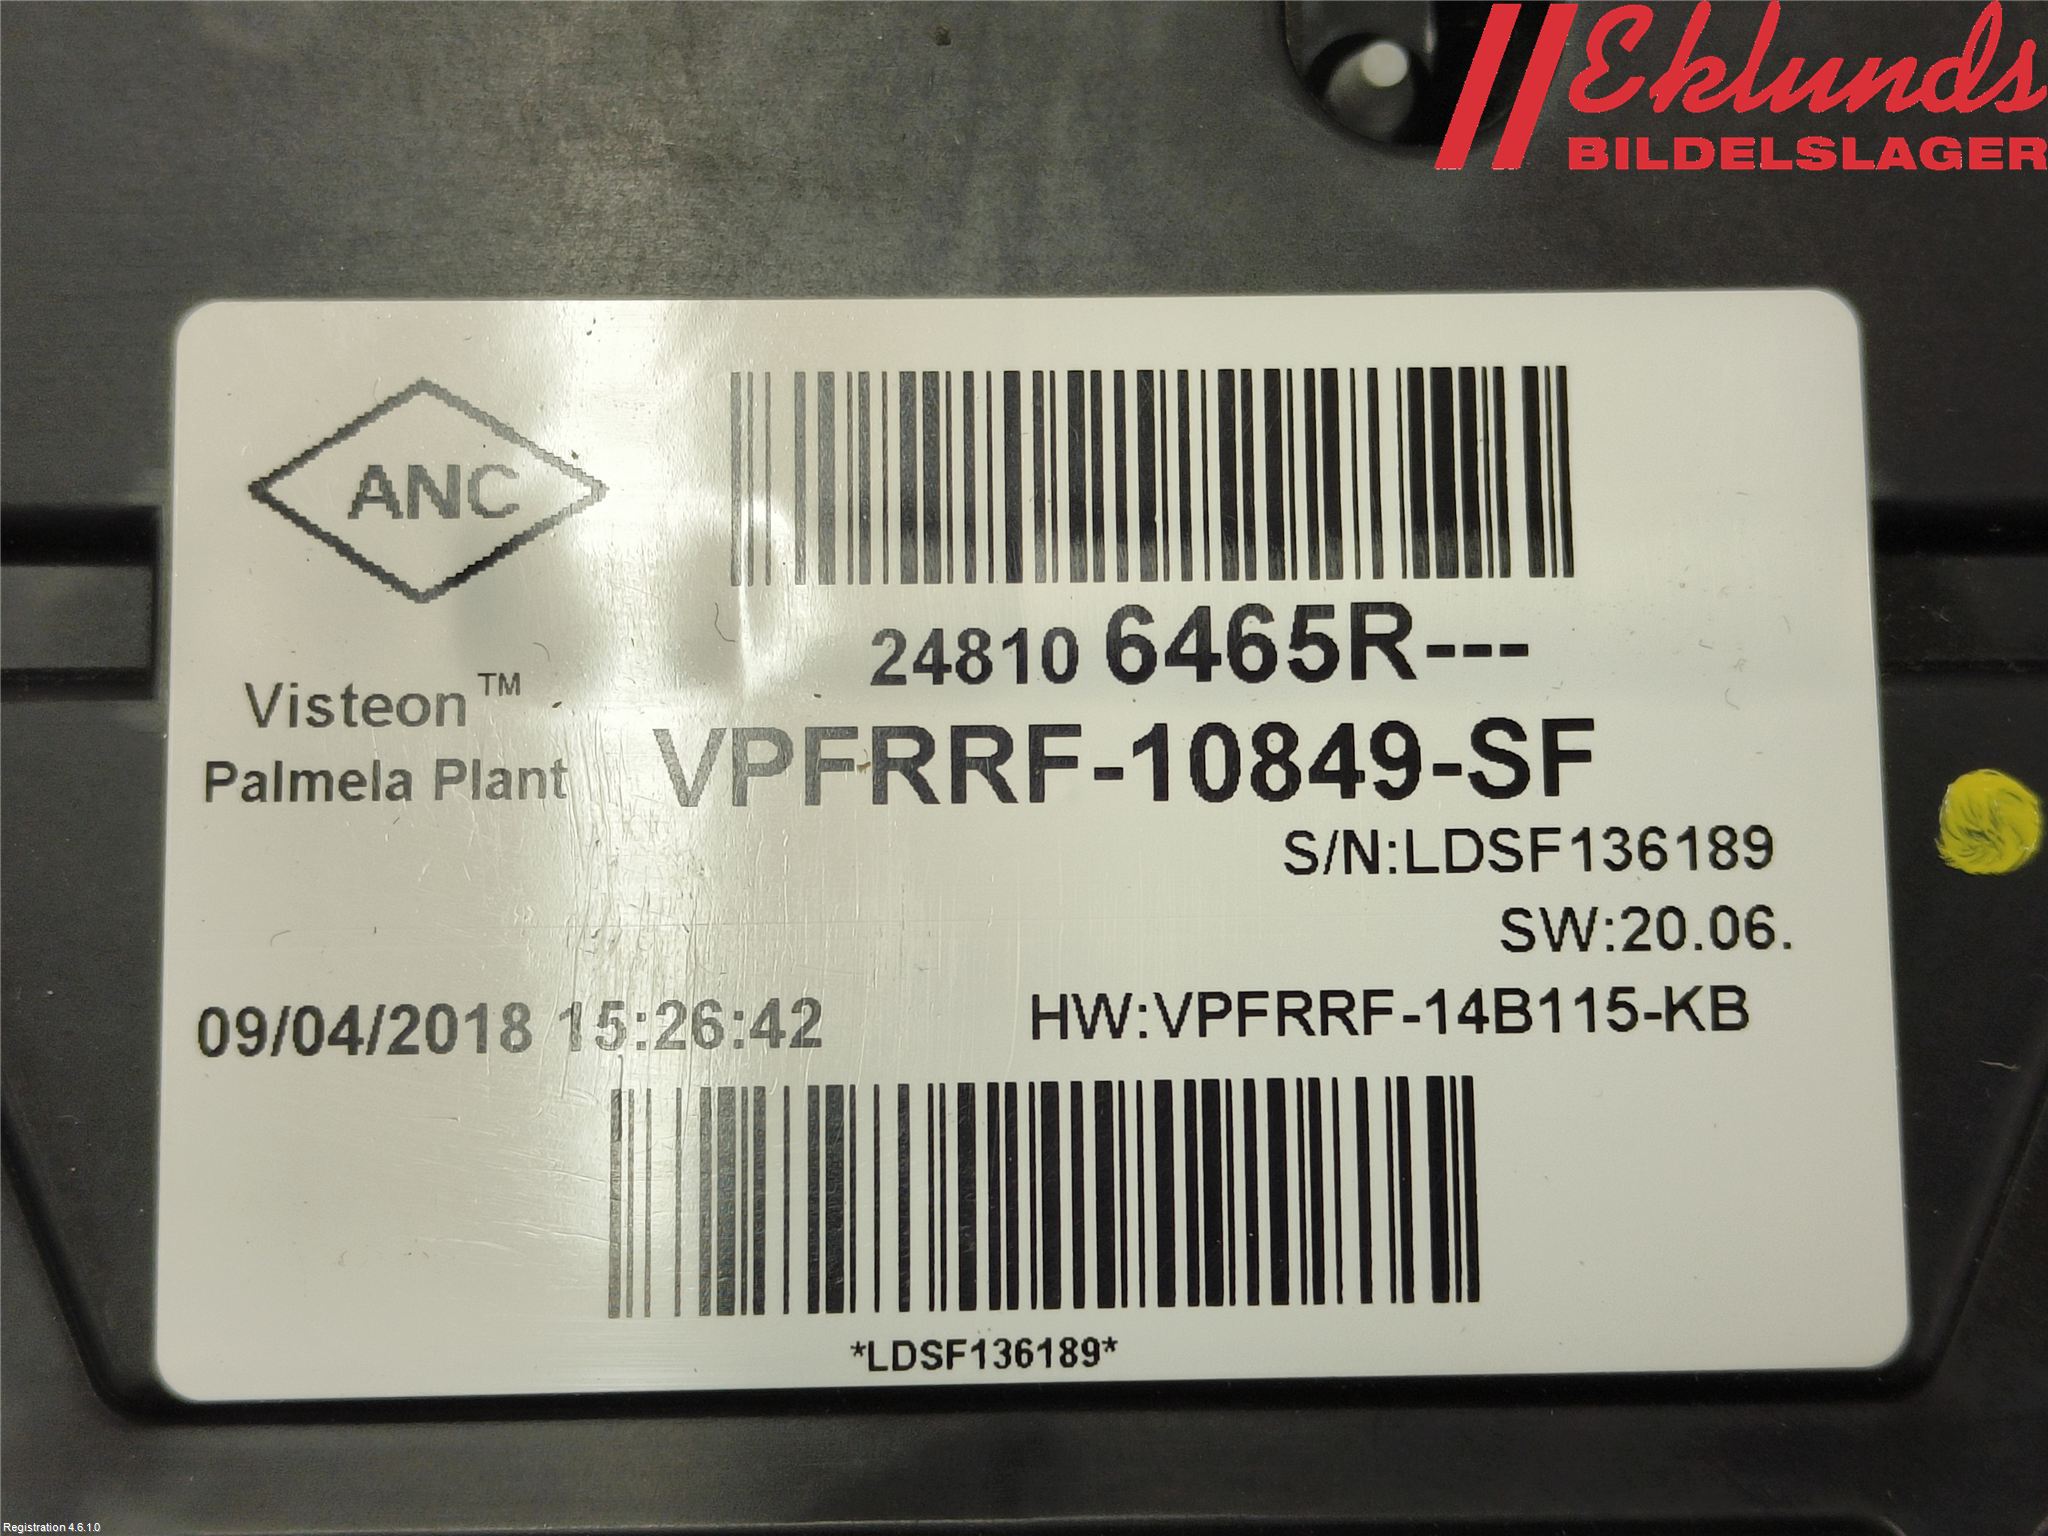 Eklunds
BILDELSLAGER
ANC
24810 6465R---
Visteon™
Palmela Plant
VPFRRF-10849-SF
S/N:LDSF136189
SW:20.06.
09/04/2018 15:26:42
HW:VPFRRF-14B115-KB
*LDSF136189*
Registration 4.6.1.0